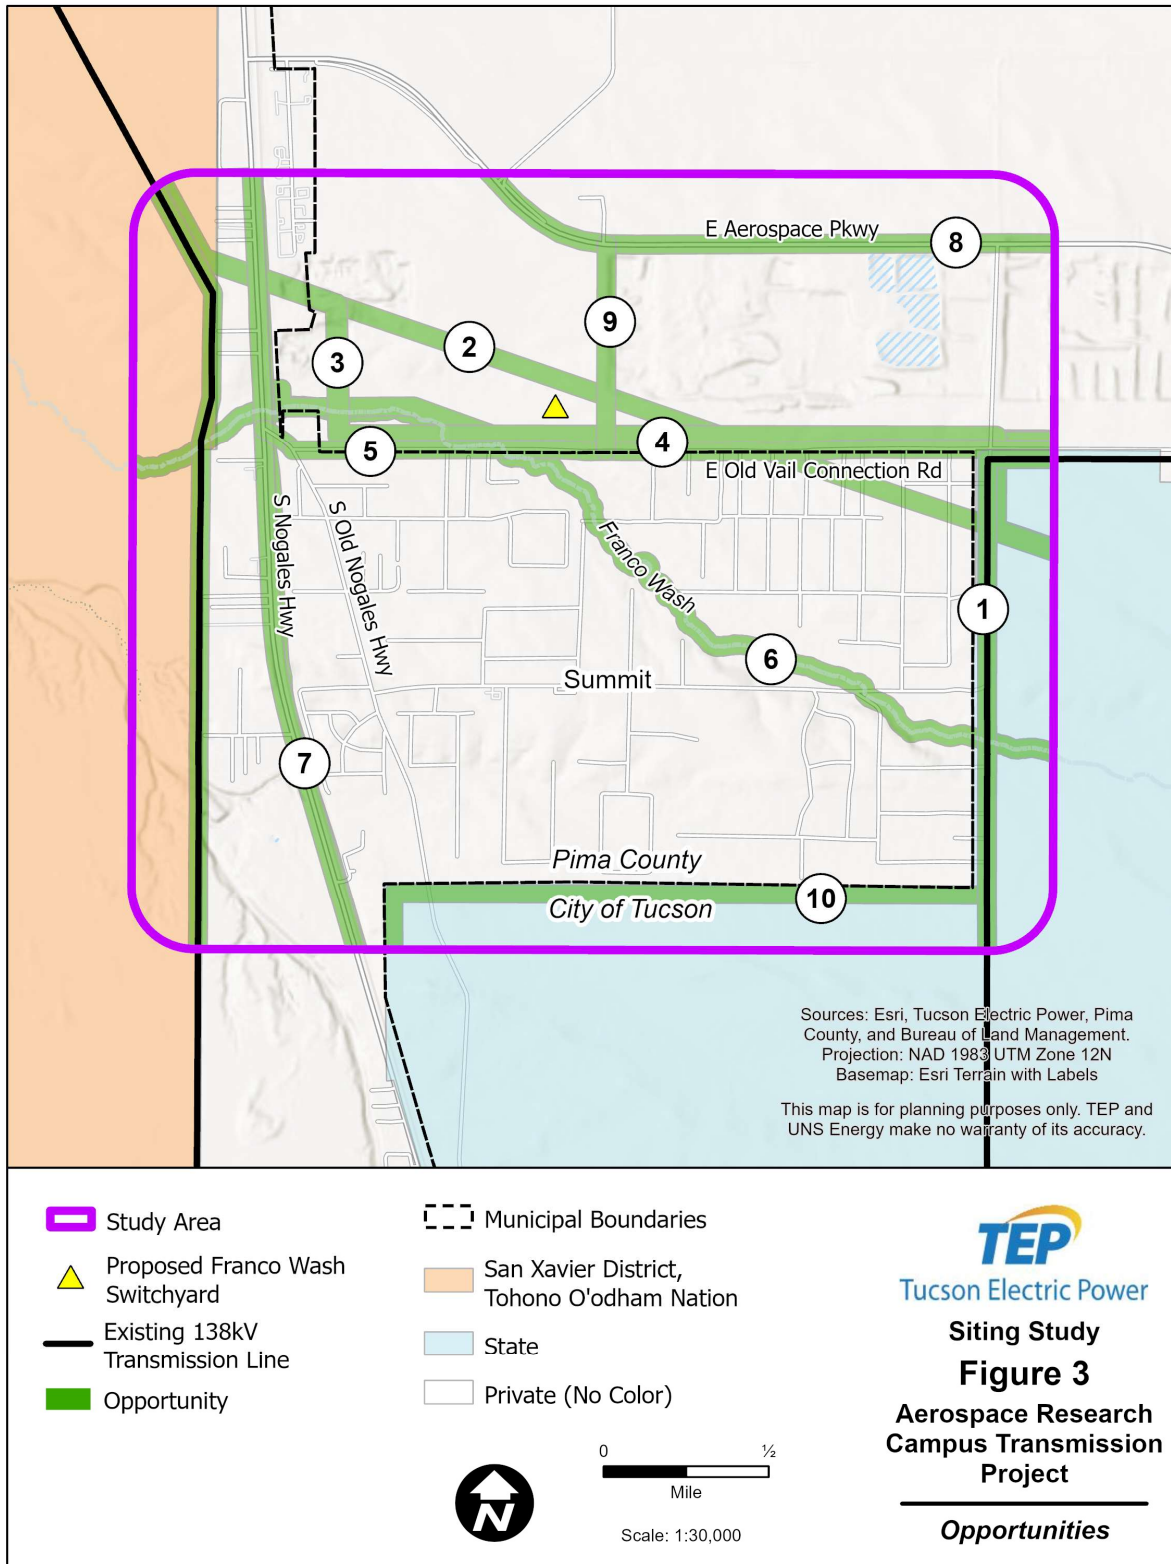 E Aerospace Pkwy
8
9
2
3
4
5
E Old Vail Connection Rd
S Nogales Hwy
S Old Nogales Hwy
Franco Wash
1
6
Summit
7
Pima County
10
City of Tucson
Sources: Esri, Tucson Electric Power, Pima
County, and Bureau of Land Management.
Projection: NAD 1983 UTM Zone 12N
Basemap: Esri Terrain with Labels
This map is for planning purposes only. TEP and
UNS Energy make no warranty of its accuracy.
Study Area
Proposed Franco Wash
Switchyard
Existing 138kV
Transmission Line
Opportunity
Municipal Boundaries
San Xavier District,
Tohono O'odham Nation
State
Private (No Color)
N
0 ½
Mile
Scale: 1:30,000
TEP
Tucson Electric Power
Siting Study
Figure 3
Aerospace Research
Campus Transmission
Project
Opportunities